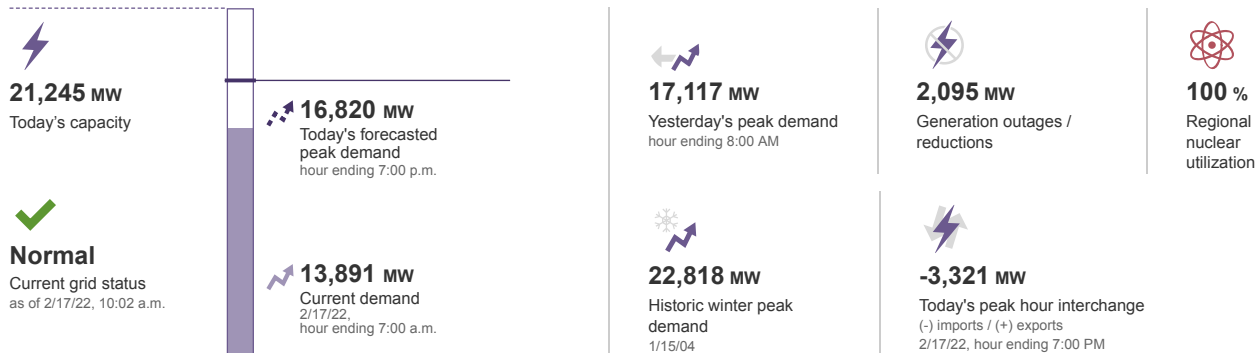 21,245 MW
Today's capacity
Normal
Current grid status
as of 2/17/22, 10:02 a.m.
16,820 MW
Today's forecasted
peak demand
hour ending 7:00 p.m.
13,891 MW
Current demand
2/17/22,
hour ending 7:00 a.m.
17,117 MW
Yesterday's peak demand
hour ending 8:00 AM
2,095 MW
Generation outages /
reductions
100 %
Regional
nuclear
utilization
22,818 MW
Historic winter peak
demand
1/15/04
-3,321 MW
Today's peak hour interchange
(-) imports / (+) exports
2/17/22, hour ending 7:00 PM